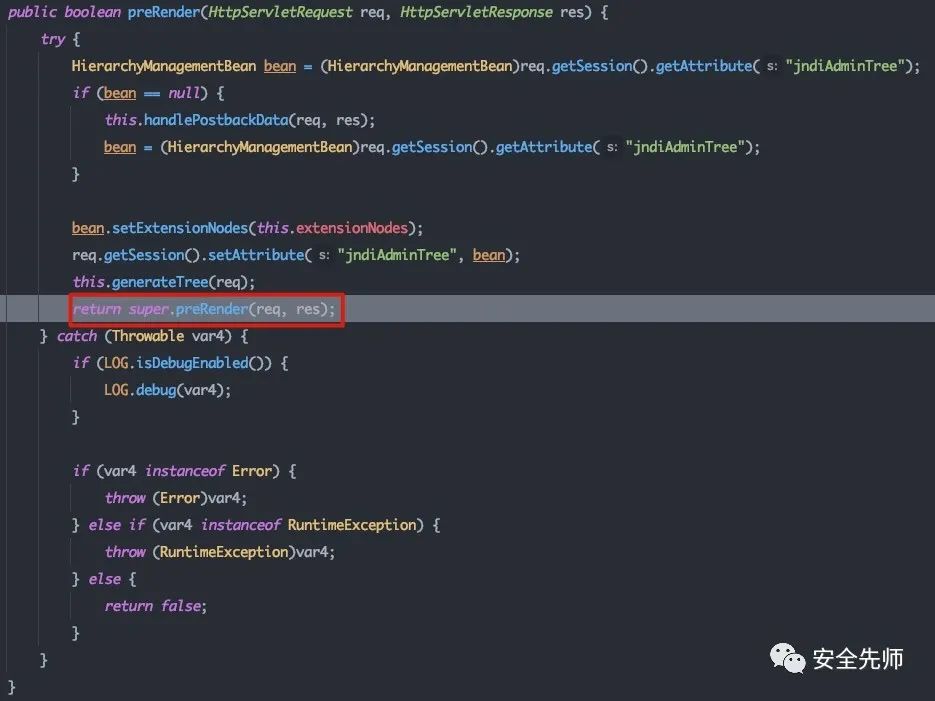 public boolean preRender(HttpServletRequest req, HttpServletResponse res) {
try {
HierarchyManagementBean bean = (HierarchyManagementBean)req.getSession().getAttribute( s: "jndiAdminTree");
if (bean == null) {
this.handlePostbackData(req, res);
bean = (HierarchyManagementBean)req.getSession().getAttribute( s: "jndiAdminTree");
}
bean.setExtensionNodes(this.extensionNodes);
req.getSession().setAttribute( s: "jndiAdminTree", bean);
this.generateTree(req);
return super.preRender(req, res);
} catch (Throwable var4) {
if (LOG.isDebugEnabled()) {
LOG.debug(var4);
}
if (var4 instanceof Error) {
throw (Error)var4;
} else if (var4 instanceof RuntimeException) {
throw (RuntimeException)var4;
} else {
return false;
}
}
}
安全先师